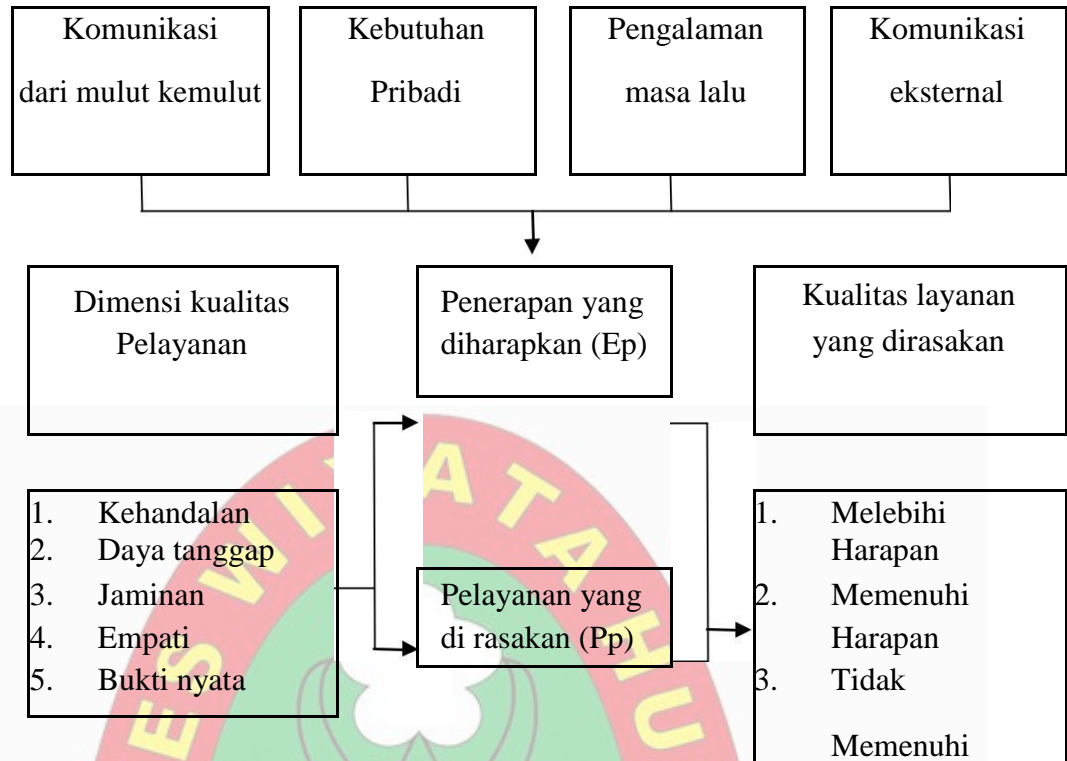 Komunikasi
dari mulut kemulut
Kebutuhan
Pribadi
Pengalaman
masa lalu
Komunikasi
eksternal
Dimensi kualitas
Pelayanan
Penerapan yang
diharapkan (Ep)
Kualitas layanan
yang dirasakan
1. Kehandalan
2. Daya tanggap
3. Jaminan
4. Empati
5. Bukti nyata
Pelayanan yang
di rasakan (Pp)
1. Melebihi
Harapan
2. Memenuhi
Harapan
3. Tidak
Memenuhi